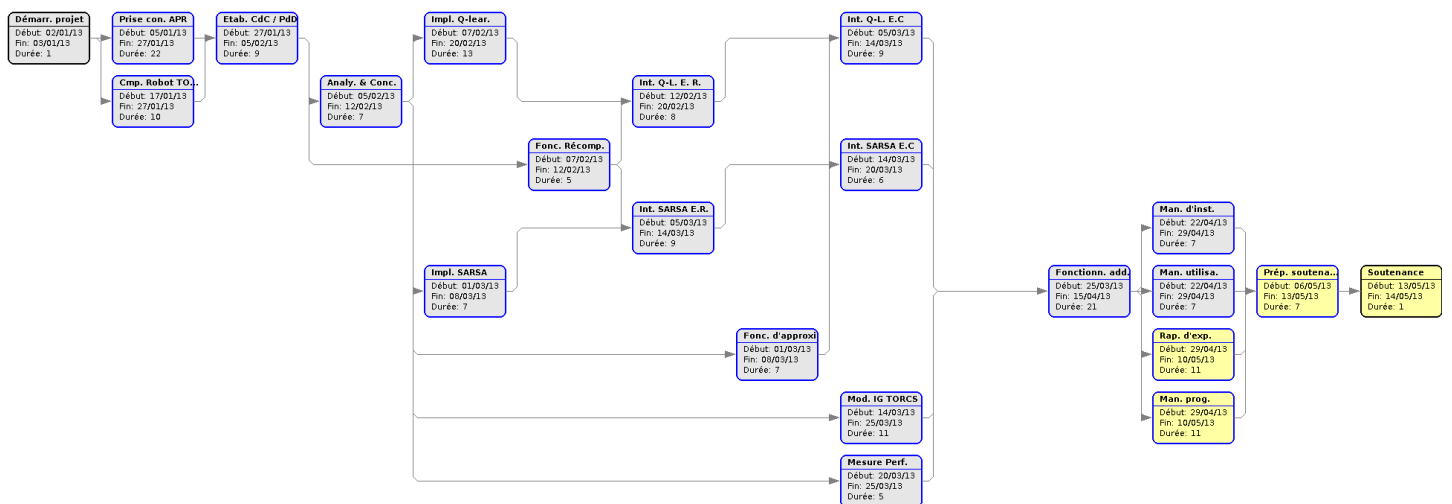 Démarr. projet
Début: 02/01/13
Fin: 03/01/13
Durée: 1
Prise con. APR
Début: 05/01/13
Fin: 27/01/13
Durée: 22
Cmp. Robot TO...
Début: 17/01/13
Fin: 27/01/13
Durée: 10
Etab. CdC / PdD
Début: 27/01/13
Fin: 05/02/13
Durée: 9
Analy. & Conc.
Début: 05/02/13
Fin: 12/02/13
Durée: 7
Impl. Q-lear.
Début: 07/02/13
Fin: 20/02/13
Durée: 13
Impl. SARSA
Début: 01/03/13
Fin: 08/03/13
Durée: 7
Fonc. Récomp.
Début: 07/02/13
Fin: 12/02/13
Durée: 5
Int. Q-L. E. R.
Début: 12/02/13
Fin: 20/02/13
Durée: 8
Int. SARSA E.R.
Début: 05/03/13
Fin: 14/03/13
Durée: 9
Fonc. d'approxi
Début: 01/03/13
Fin: 08/03/13
Durée: 7
Int. Q-L. E.C
Début: 05/03/13
Fin: 14/03/13
Durée: 9
Int. SARSA E.C
Début: 14/03/13
Fin: 20/03/13
Durée: 6
Mod. IG TORCS
Début: 14/03/13
Fin: 25/03/13
Durée: 11
Mesure Perf.
Début: 20/03/13
Fin: 25/03/13
Durée: 5
Fonctionn. add.
Début: 25/03/13
Fin: 15/04/13
Durée: 21
Man. d'inst.
Début: 22/04/13
Fin: 29/04/13
Durée: 7
Man. utilisa.
Début: 22/04/13
Fin: 29/04/13
Durée: 7
Rap. d'exp.
Début: 29/04/13
Fin: 10/05/13
Durée: 11
Man. prog.
Début: 29/04/13
Fin: 10/05/13
Durée: 11
Prép. soutena...
Début: 06/05/13
Fin: 13/05/13
Durée: 7
Soutenance
Début: 13/05/13
Fin: 14/05/13
Durée: 1